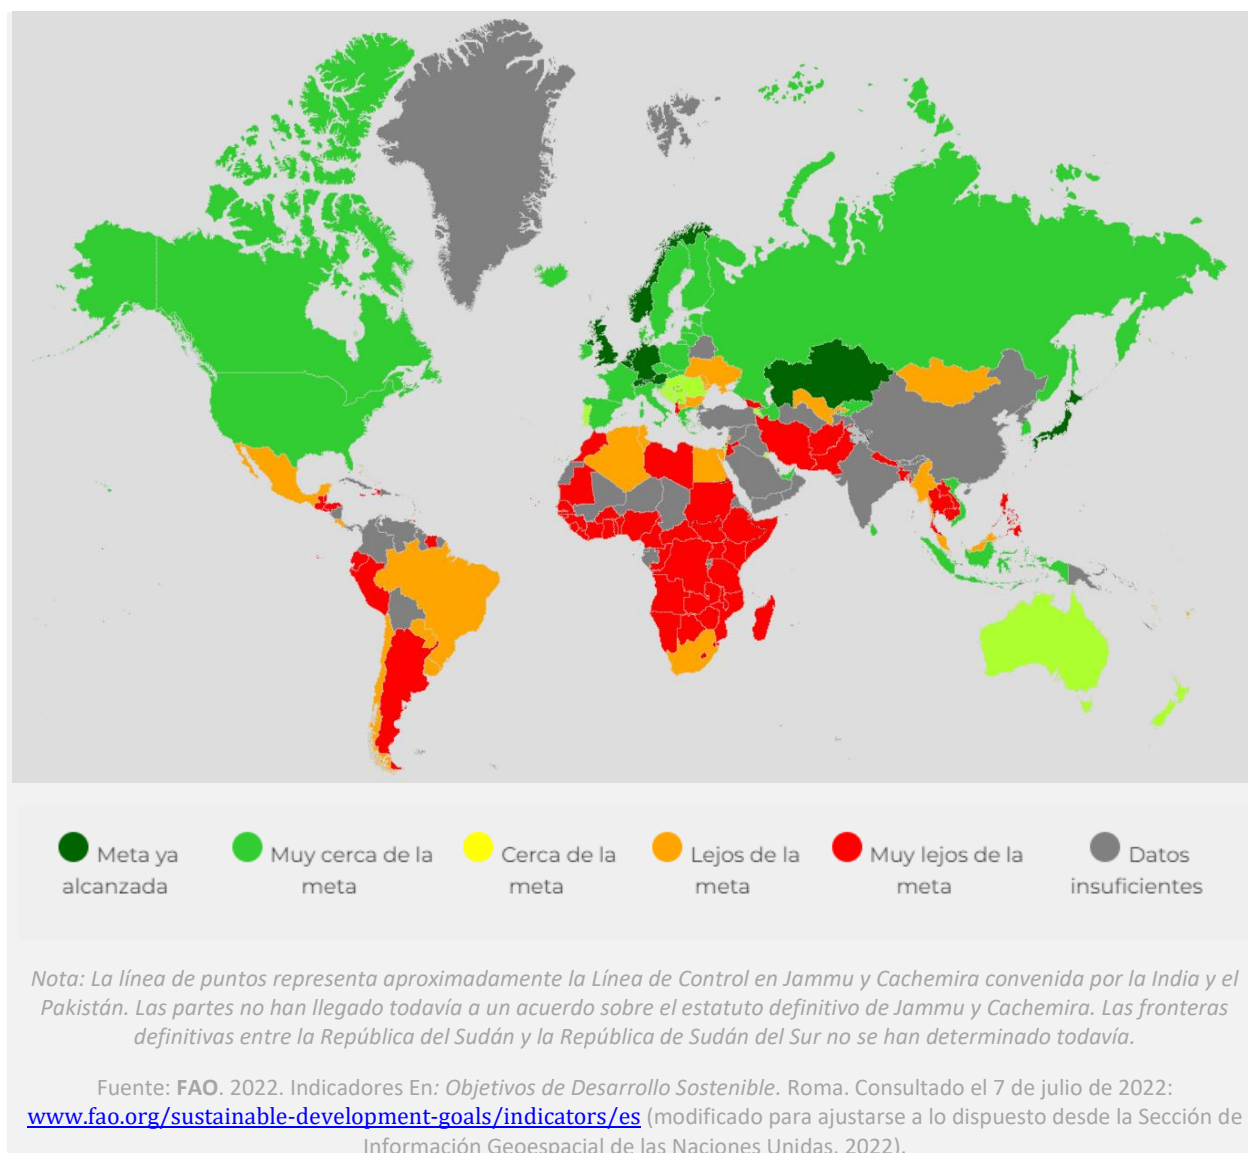 Meta ya
alcanzada
Muy cerca de la
meta
Cerca de la
meta
Lejos de la
meta
Muy lejos de la
meta
Datos
insuficientes
Nota: La línea de puntos representa aproximadamente la Línea de Control en Jammu y Cachemira convenida por la India y el
Pakistán. Las partes no han llegado todavía a un acuerdo sobre el estatuto definitivo de Jammu y Cachemira. Las fronteras
definitivas entre la República del Sudán y la República de Sudán del Sur no se han determinado todavía.
Fuente: FAO. 2022. Indicadores En: Objetivos de Desarrollo Sostenible. Roma. Consultado el 7 de julio de 2022:
www.fao.org/sustainable-development-goals/indicators/es (modificado para ajustarse a lo dispuesto desde la Sección de
Información Geoespacial de las Naciones Unidas, 2022).